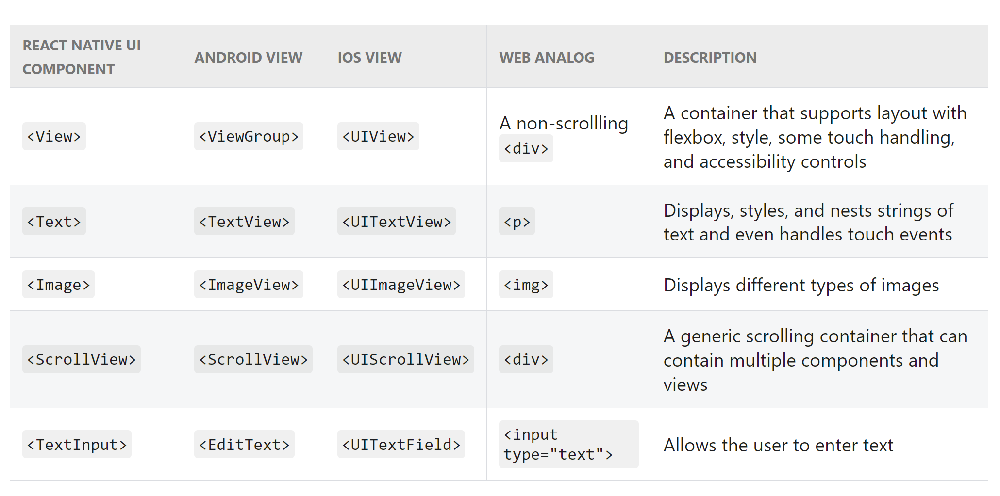 REACT NATIVE UI
COMPONENT
ANDROID VIEW
IOS VIEW
WEB ANALOG
DESCRIPTION
<View>
<ViewGroup>
<UIView>
A non-scrollling
<div>
A container that supports layout with
flexbox, style, some touch handling,
and accessibility controls
<Text>
<TextView>
<UITextView>
<p>
Displays, styles, and nests strings of
text and even handles touch events
<Image>
<ImageView>
<UIImageView>
<img>
Displays different types of images
<ScrollView>
<ScrollView>
<UIScrollView>
<div>
A generic scrolling container that can
contain multiple components and
views
<TextInput>
<EditText>
<UITextField>
<input
type="text">
Allows the user to enter text